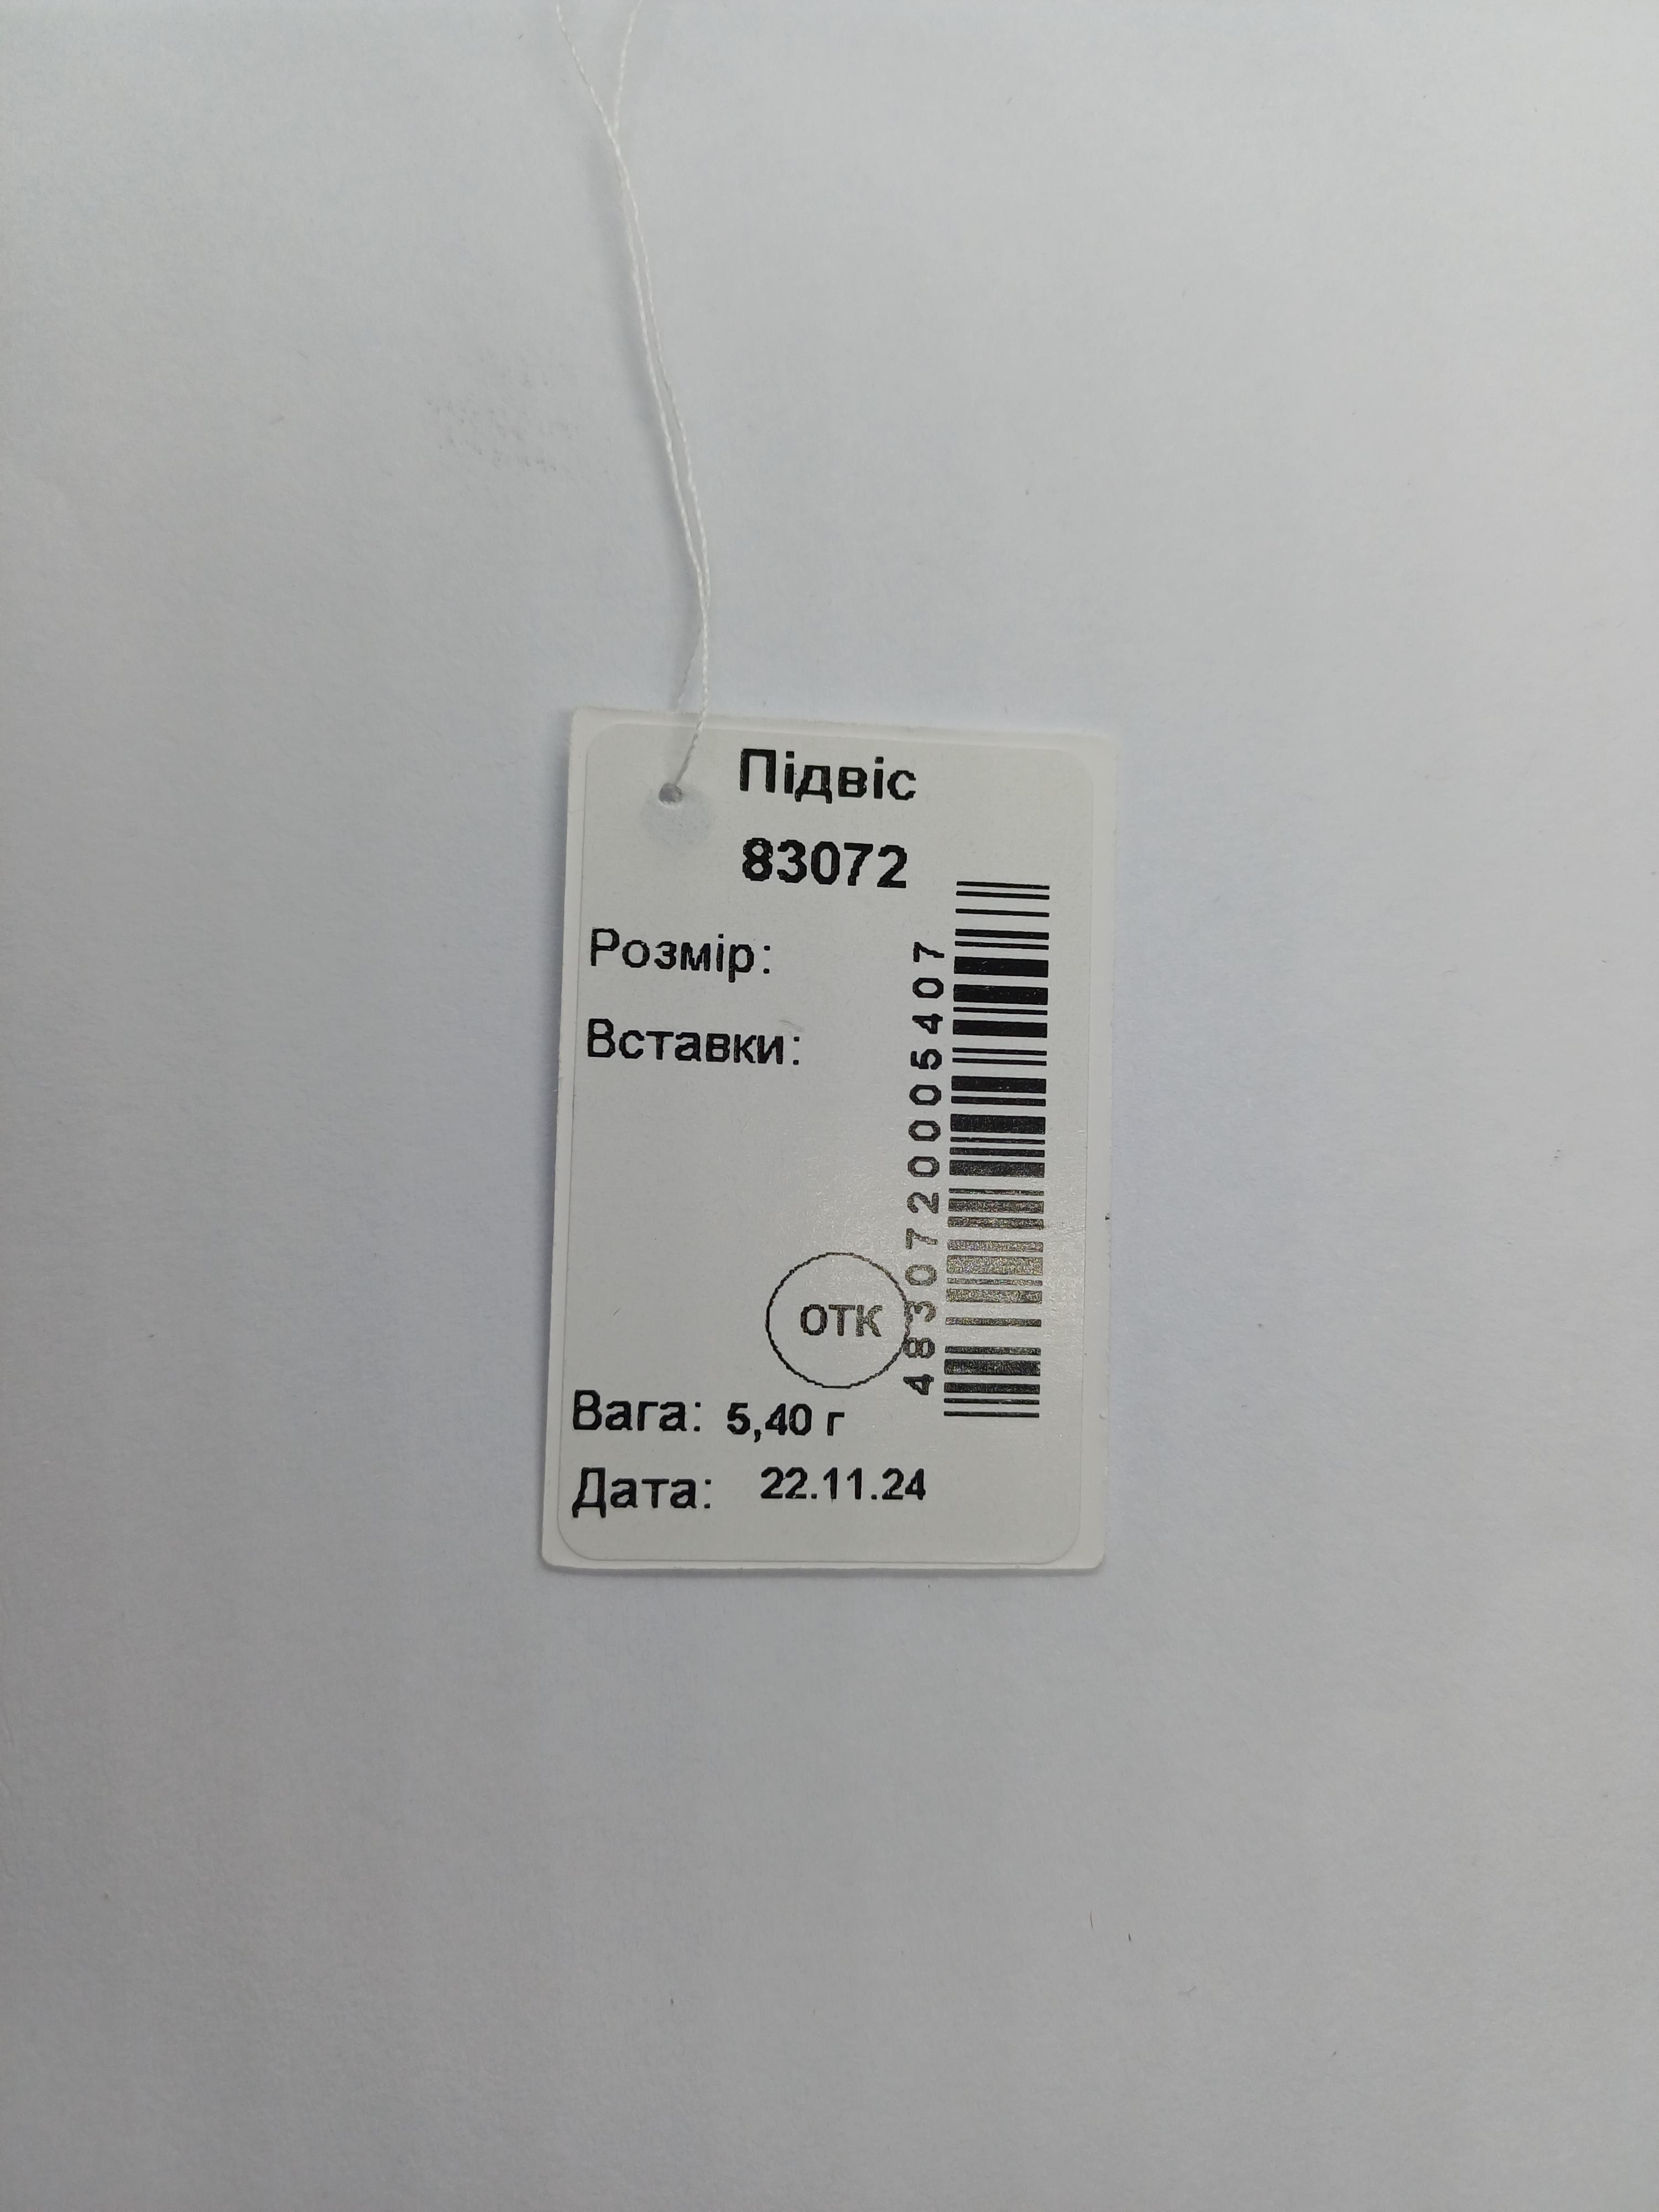 Підвіс
83072
Розмір:
Вставки:
4830720005407
ОТК
Вага: 5,40 г
Дата: 22.11.24